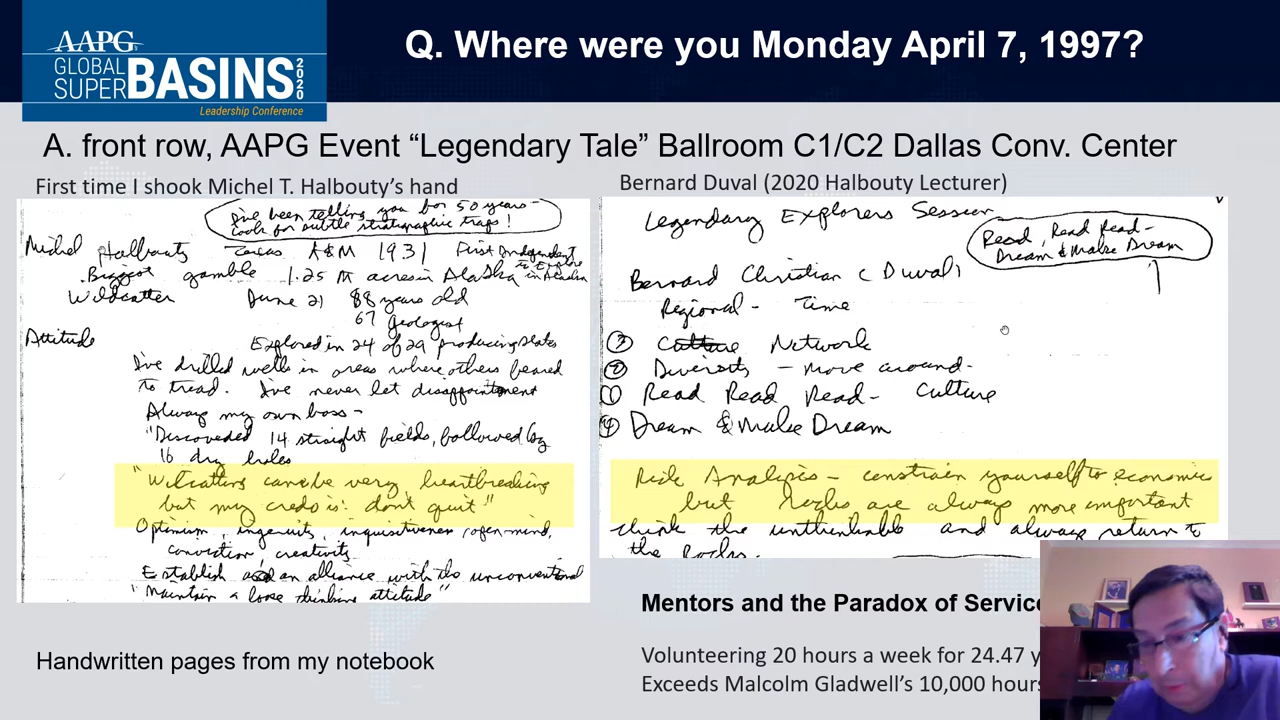 AAPG
GLOBAL
SUPER BASINS 2020
Leadership Conference
Q. Where were you Monday April 7, 1997?
A. front row, AAPG Event “Legendary Tale” Ballroom C1/C2 Dallas Conv. Center
First time I shook Michel T. Halbouty’s hand
I've been telling you for 50 years-
look for subtle stratigraphic traps!
Michel Halbouty Texas A&M 1931 First Independent
to Explore
Biggest gamble 1.25 M acres in Alaska in Alaska
Wildcatter June 21 88 years old
67 geologist
Attitude Explored in 24 of 29 producing states
I've drilled wells in areas where others feared
to tread. I've never let disappointment
Always my own boss -
"Discovered 14 straight fields, followed by
16 dry holes
"Wilcatting can be very heartbreaking
but my credo is: don't quit"
Optimism, ingenuity, inquisitiveness, open-mind,
conviction, creativity
Establish an alliance with the unconventional
"Maintain a loose thinking attitude"
Handwritten pages from my notebook
Bernard Duval (2020 Halbouty Lecturer)
Legendary Explorers Session
Read, Read Read-
Dream & Make Dream
Bernard Christian (Duval)
Regional - Time
Network
② Diversity - move around.
① Read Read Read - Culture
④ Dream & Make Dream
Risk Analysis - constrain yourself to economics
but Rocks are always more important
think the unthinkable and always return to
the Rocks.
Mentors and the Paradox of Service
Volunteering 20 hours a week for 24.47 y
Exceeds Malcolm Gladwell’s 10,000 hours